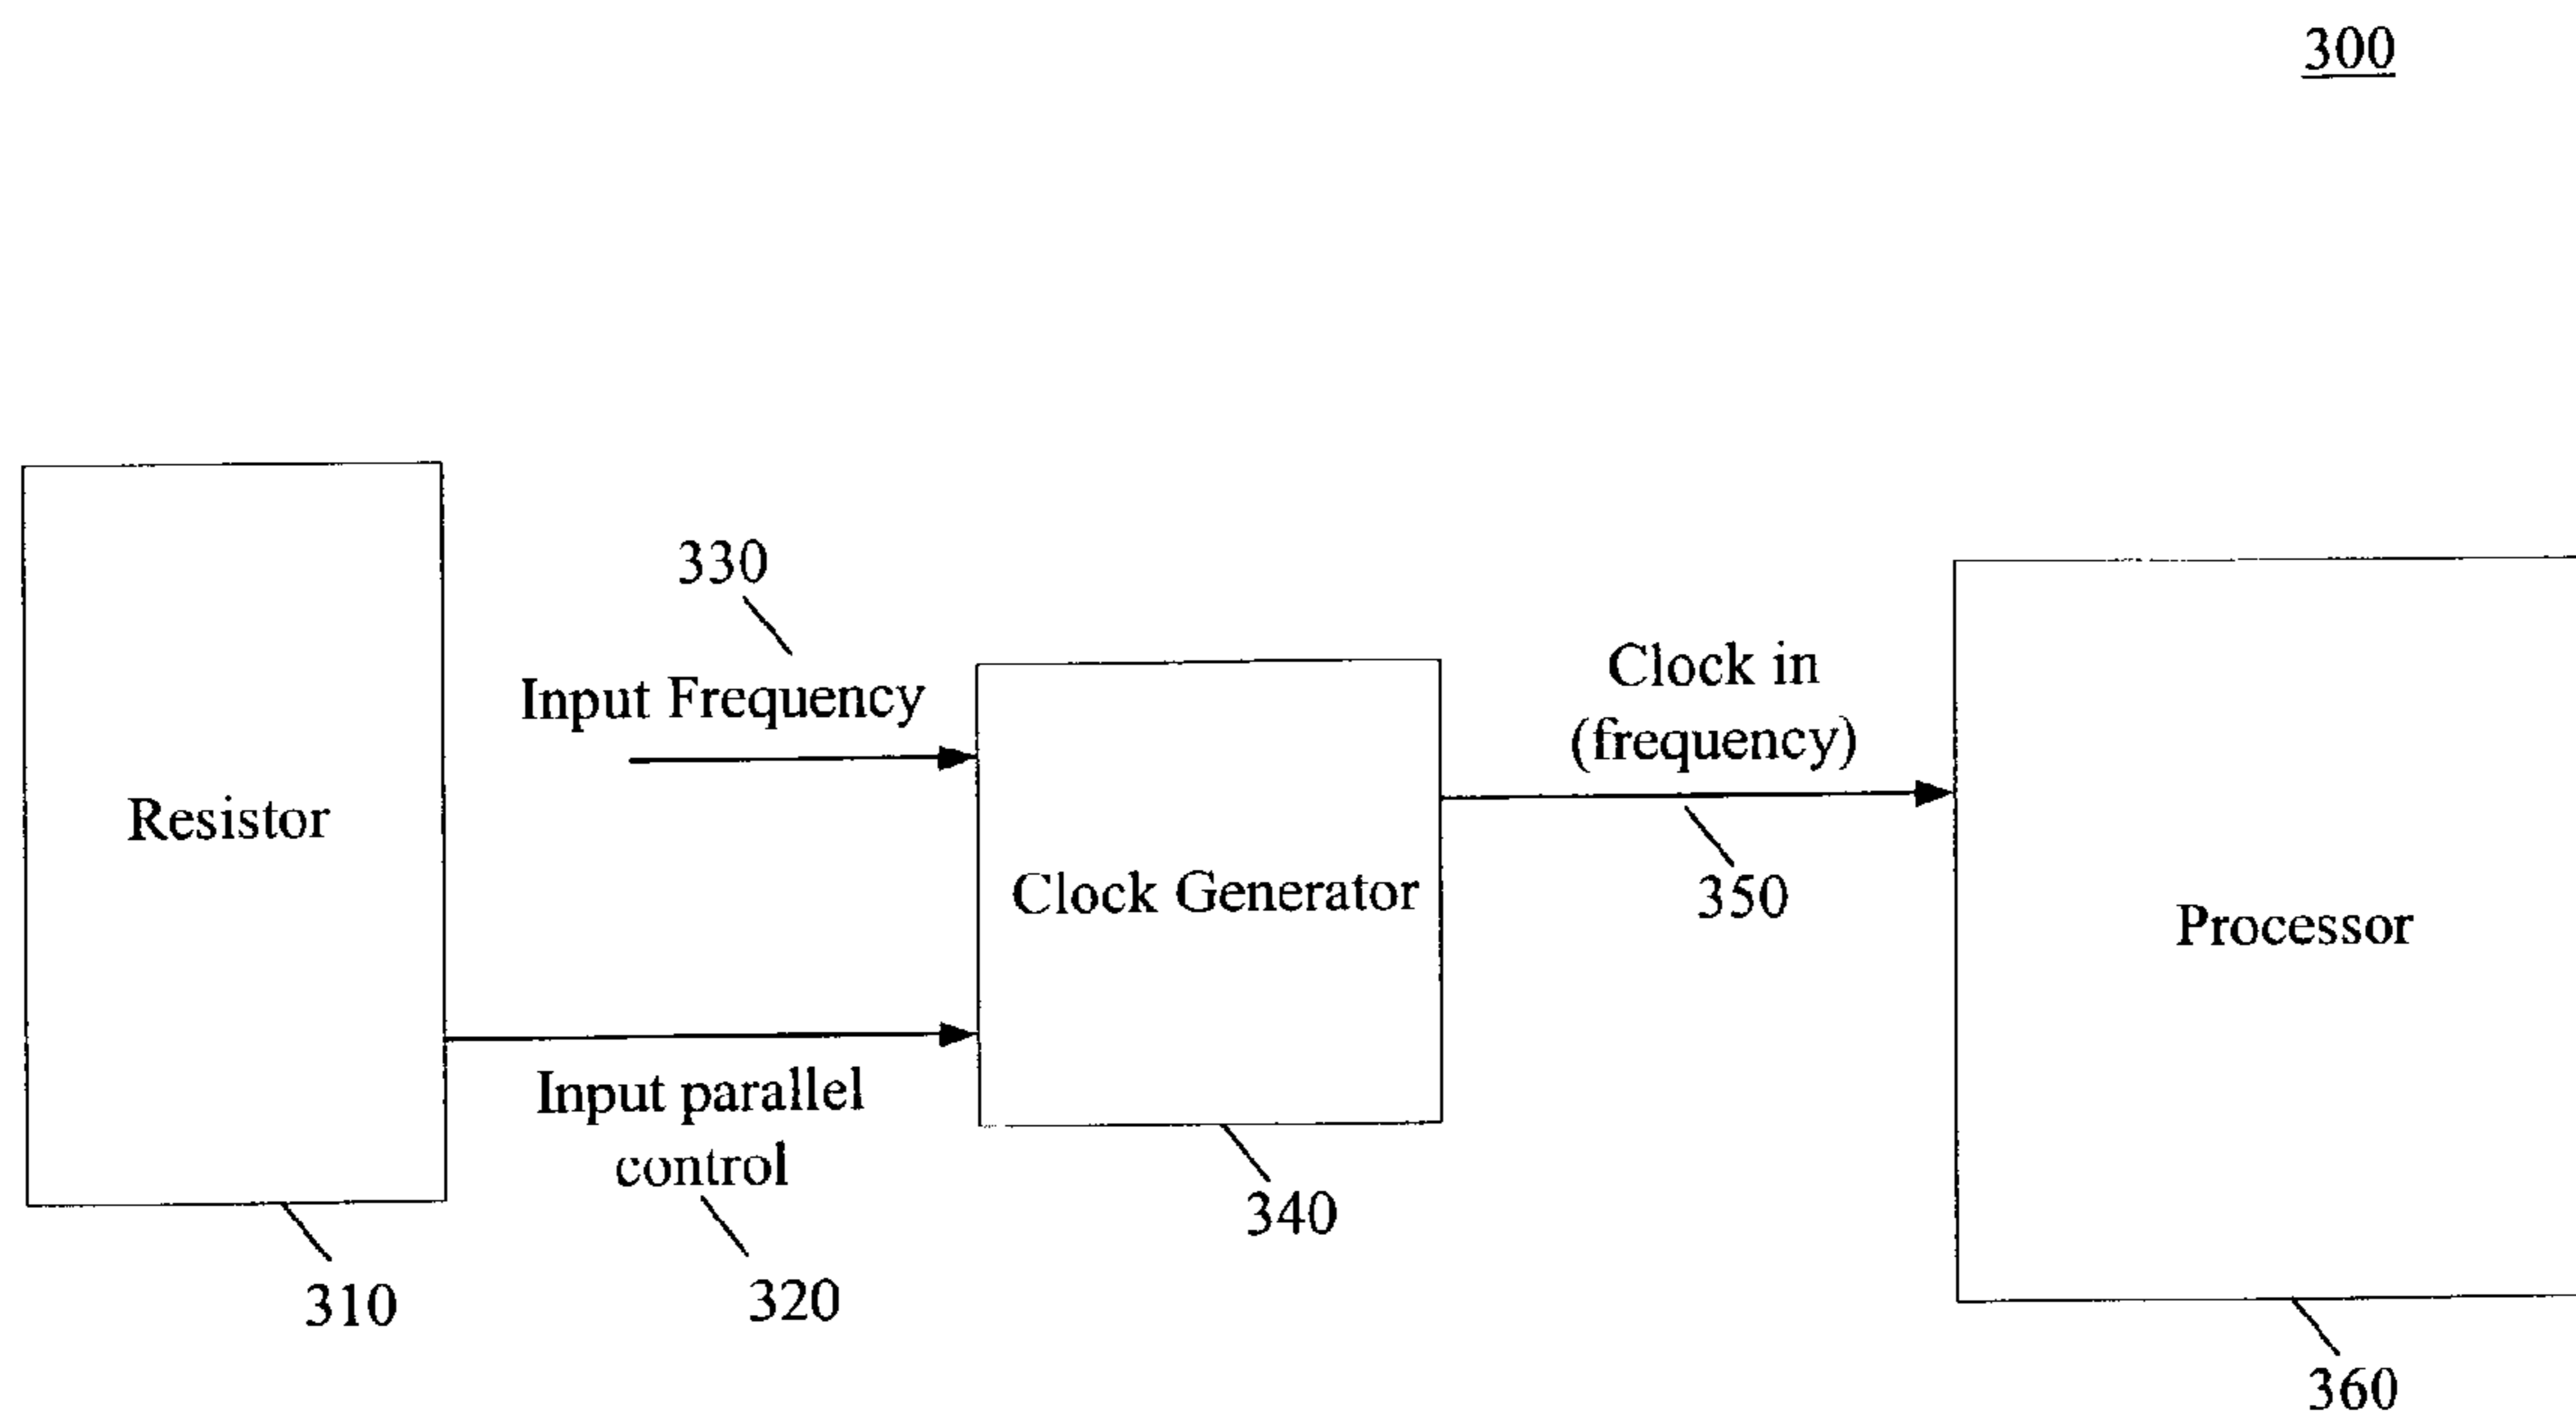 300
330
Input Frequency
Clock in
(frequency)
Resistor
Clock Generator
350
Processor
Input parallel
control
340
310
320
360